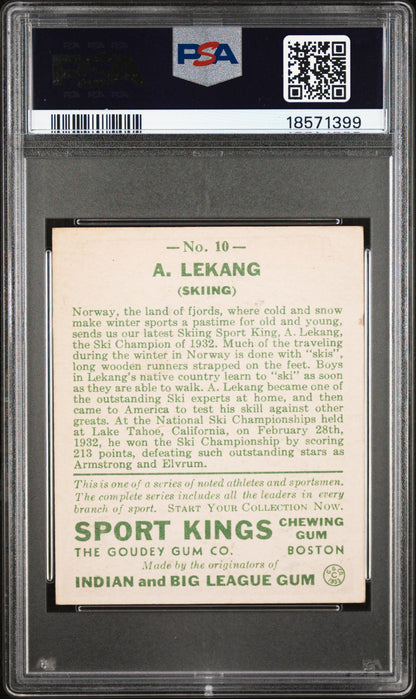 PSA
18571399
— No. 10 —
A. LEKANG
(SKIING)
Norway, the land of fjords, where cold and snow
make winter sports a pastime for old and young,
sends us our latest Skiing Sport King, A. Lekang,
the Ski Champion of 1932. Much of the traveling
during the winter in Norway is done with "skis",
long wooden runners strapped on the feet. Boys
in Lekang's native country learn to "ski" as soon
as they are able to walk. A. Lekang became one of
the outstanding Ski experts at home, and then
came to America to test his skill against other
greats. At the National Ski Championships held
at Lake Tahoe, California, on February 28th,
1932, he won the Ski Championship by scoring
213 points, defeating such outstanding stars as
Armstrong and Elvrum.
This is one of a series of noted athletes and sportsmen.
The complete series includes all the leaders in every
branch of sport. START YOUR COLLECTION NOW.
SPORT KINGS CHEWING GUM
THE GOUDEY GUM CO. BOSTON
Made by the originators of
INDIAN and BIG LEAGUE GUM